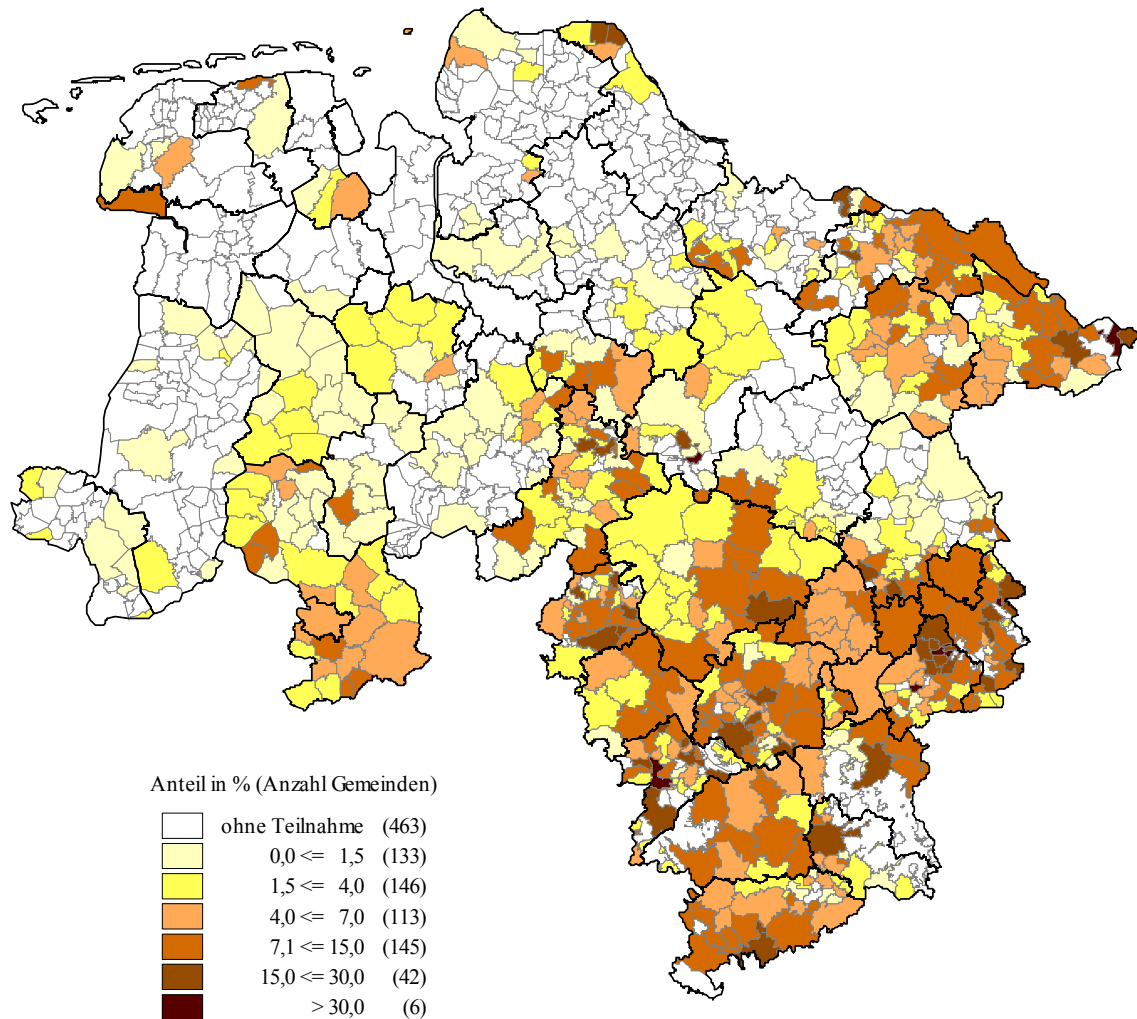 Anteil in % (Anzahl Gemeinden)
ohne Teilnahme (463)
0,0 <= 1,5 (133)
1,5 <= 4,0 (146)
4,0 <= 7,0 (113)
7,1 <= 15,0 (145)
15,0 <= 30,0 (42)
> 30,0 (6)